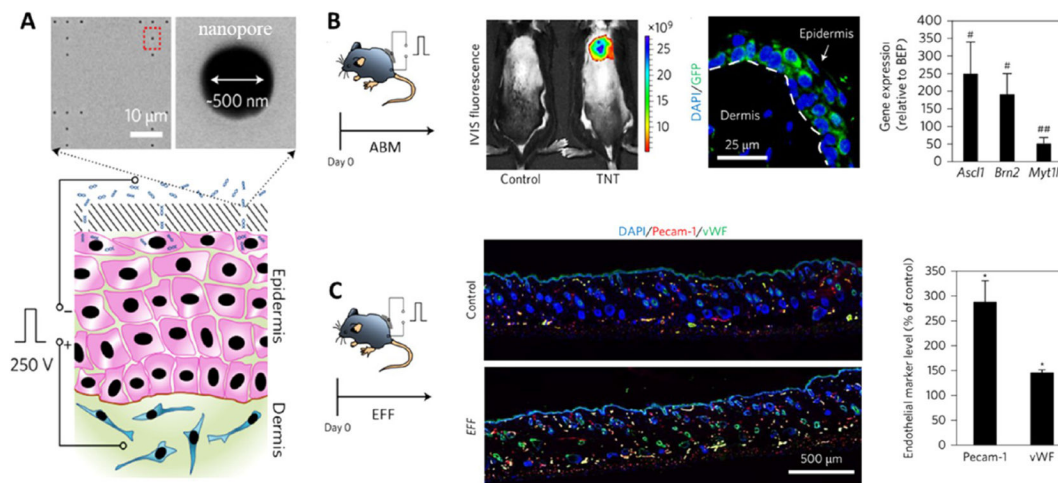 A
nanopore
~500 nm
10 µm
Epidermis
Dermis
−
+
250 V
B
Day 0
ABM
IVIS fluorescence
×10⁹
25
20
15
10
5
Control
TNT
DAPI/GFP
Epidermis
Dermis
25 µm
Gene expression
(relative to BEP)
400
350
300
250
200
150
100
50
0
#
#
##
Ascl1
Brn2
Myt1l
C
Day 0
EFF
DAPI/Pecam-1/vWF
Control
EFF
500 µm
Endothelial marker level (% of control)
350
300
250
200
150
100
50
0
*
*
Pecam-1
vWF